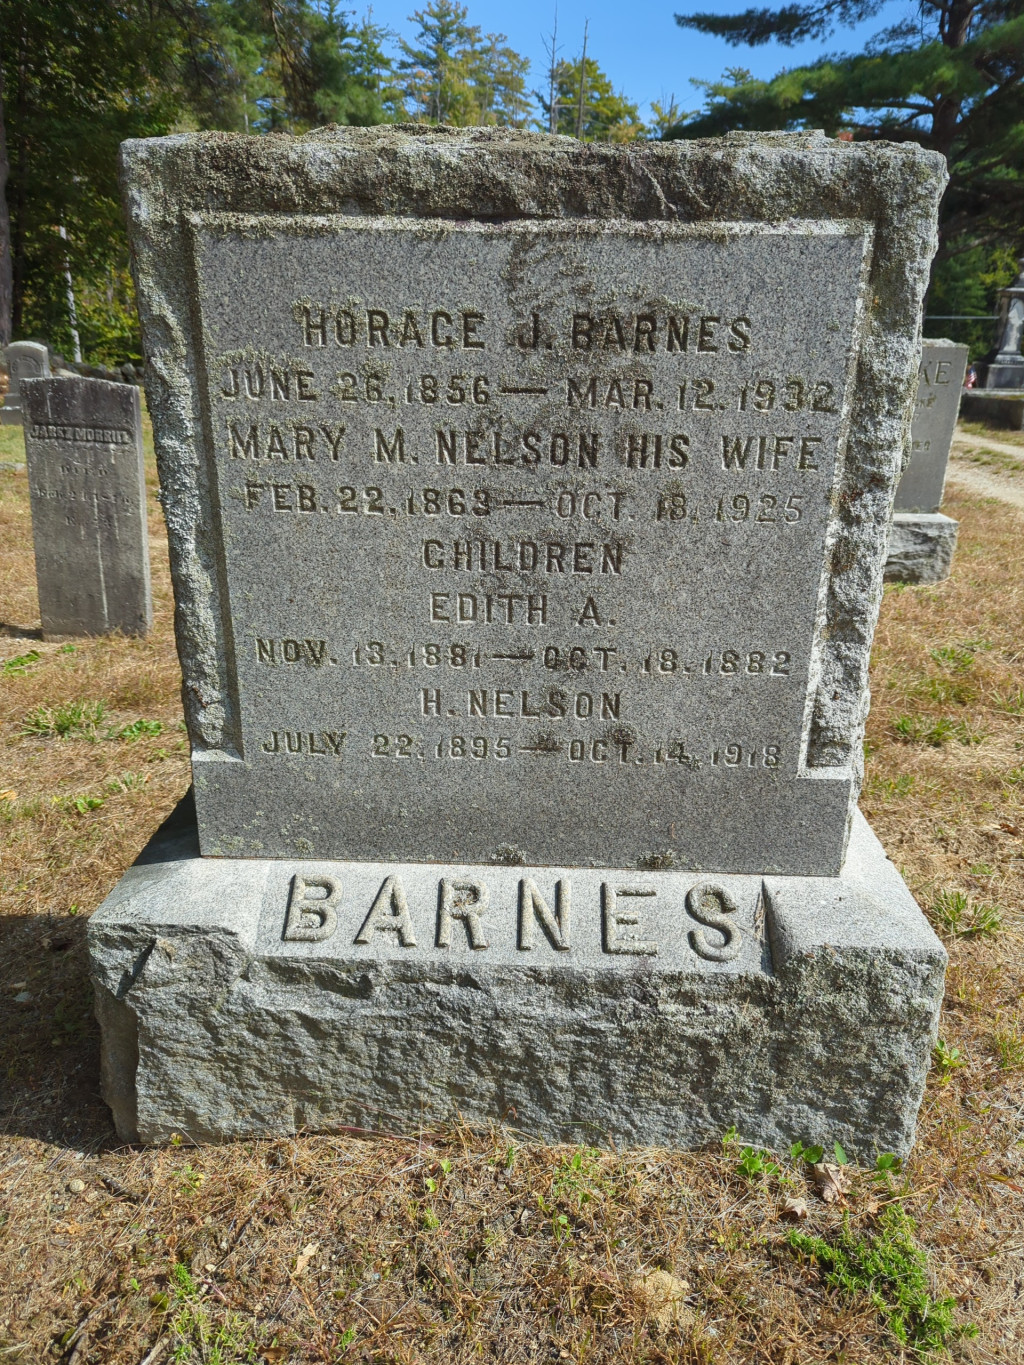 HORACE J. BARNES
JUNE 26, 1856 — MAR. 12, 1932
MARY M. NELSON HIS WIFE
FEB. 22, 1863 — OCT. 18, 1925
CHILDREN
EDITH A.
NOV. 13, 1881 — OCT. 18, 1882
H. NELSON
JULY 22, 1895 — OCT. 14, 1918
BARNES